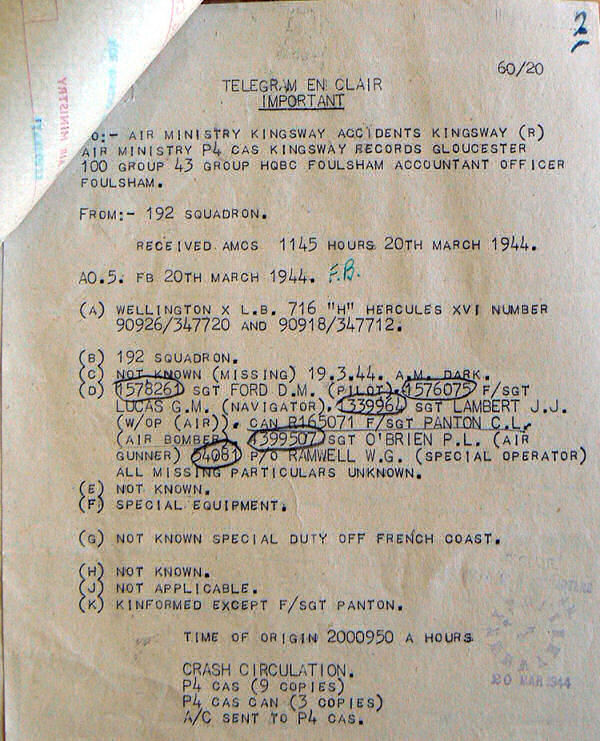 2
60/20
TELEGRAM EN CLAIR
IMPORTANT
O:- AIR MINISTRY KINGSWAY ACCIDENTS KINGSWAY (R)
AIR MINISTRY P4 CAS KINGSWAY RECORDS GLOUCESTER
100 GROUP 43 GROUP HQBC FOULSHAM ACCOUNTANT OFFICER
FOULSHAM.
FROM:- 192 SQUADRON.
RECEIVED AMCS 1145 HOURS 20TH MARCH 1944.
AO.5. FB 20TH MARCH 1944. F.B.
(A) WELLINGTON X L.B. 716 "H" HERCULES XVI NUMBER
90926/347720 AND 90918/347712.
(B) 192 SQUADRON.
(C) NOT KNOWN (MISSING) 19.3.44. A.M. DARK.
(D) 1578261 SGT FORD D.M. (PILOT). 1576075 F/SGT
LUCAS G.M. (NAVIGATOR). 1339961 SGT LAMBERT J.J.
(W/OP (AIR)). CAN R165071 F/SGT PANTON C.L.
(AIR BOMBER) 1399507 SGT O'BRIEN P.L. (AIR
GUNNER) 54081 P/O RAMWELL W.G. (SPECIAL OPERATOR)
ALL MISSING PARTICULARS UNKNOWN.
(E) NOT KNOWN.
(F) SPECIAL EQUIPMENT.
(G) NOT KNOWN SPECIAL DUTY OFF FRENCH COAST.
(H) NOT KNOWN.
(J) NOT APPLICABLE.
(K) KINFORMED EXCEPT F/SGT PANTON.
TIME OF ORIGIN 2000950 A HOURS
20 MAR 1944
CRASH CIRCULATION.
P4 CAS (9 COPIES)
P4 CAS CAN (3 COPIES)
A/C SENT TO P4 CAS.